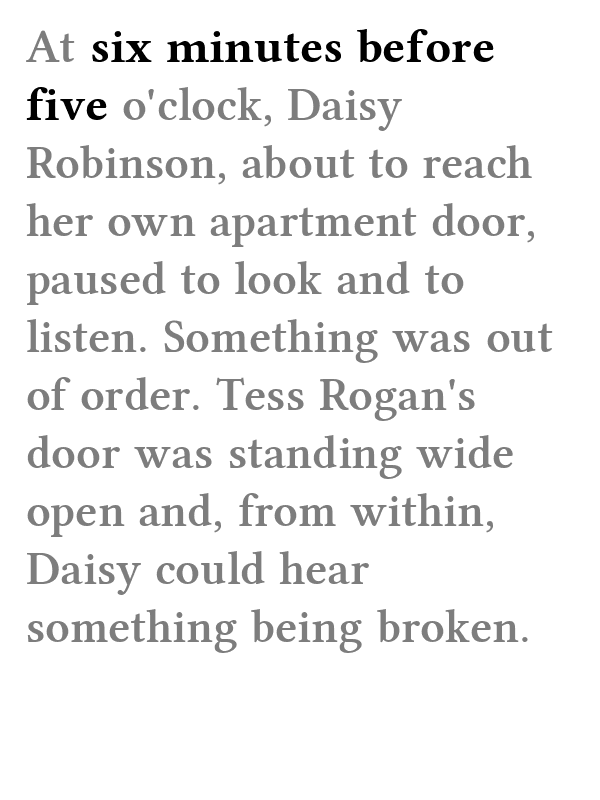 At six minutes before
five o'clock, Daisy
Robinson, about to reach
her own apartment door,
paused to look and to
listen. Something was out
of order. Tess Rogan's
door was standing wide
open and, from within,
Daisy could hear
something being broken.